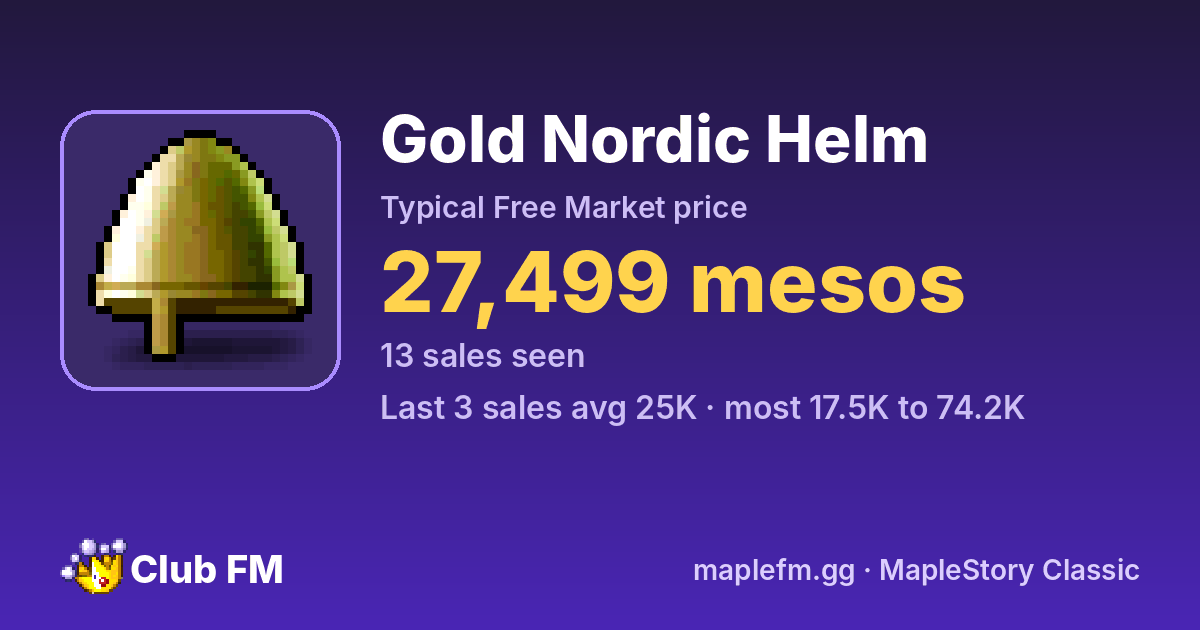 Gold Nordic Helm
Typical Free Market price
27,499 mesos
13 sales seen
Last 3 sales avg 25K · most 17.5K to 74.2K
Club FM
maplefm.gg · MapleStory Classic